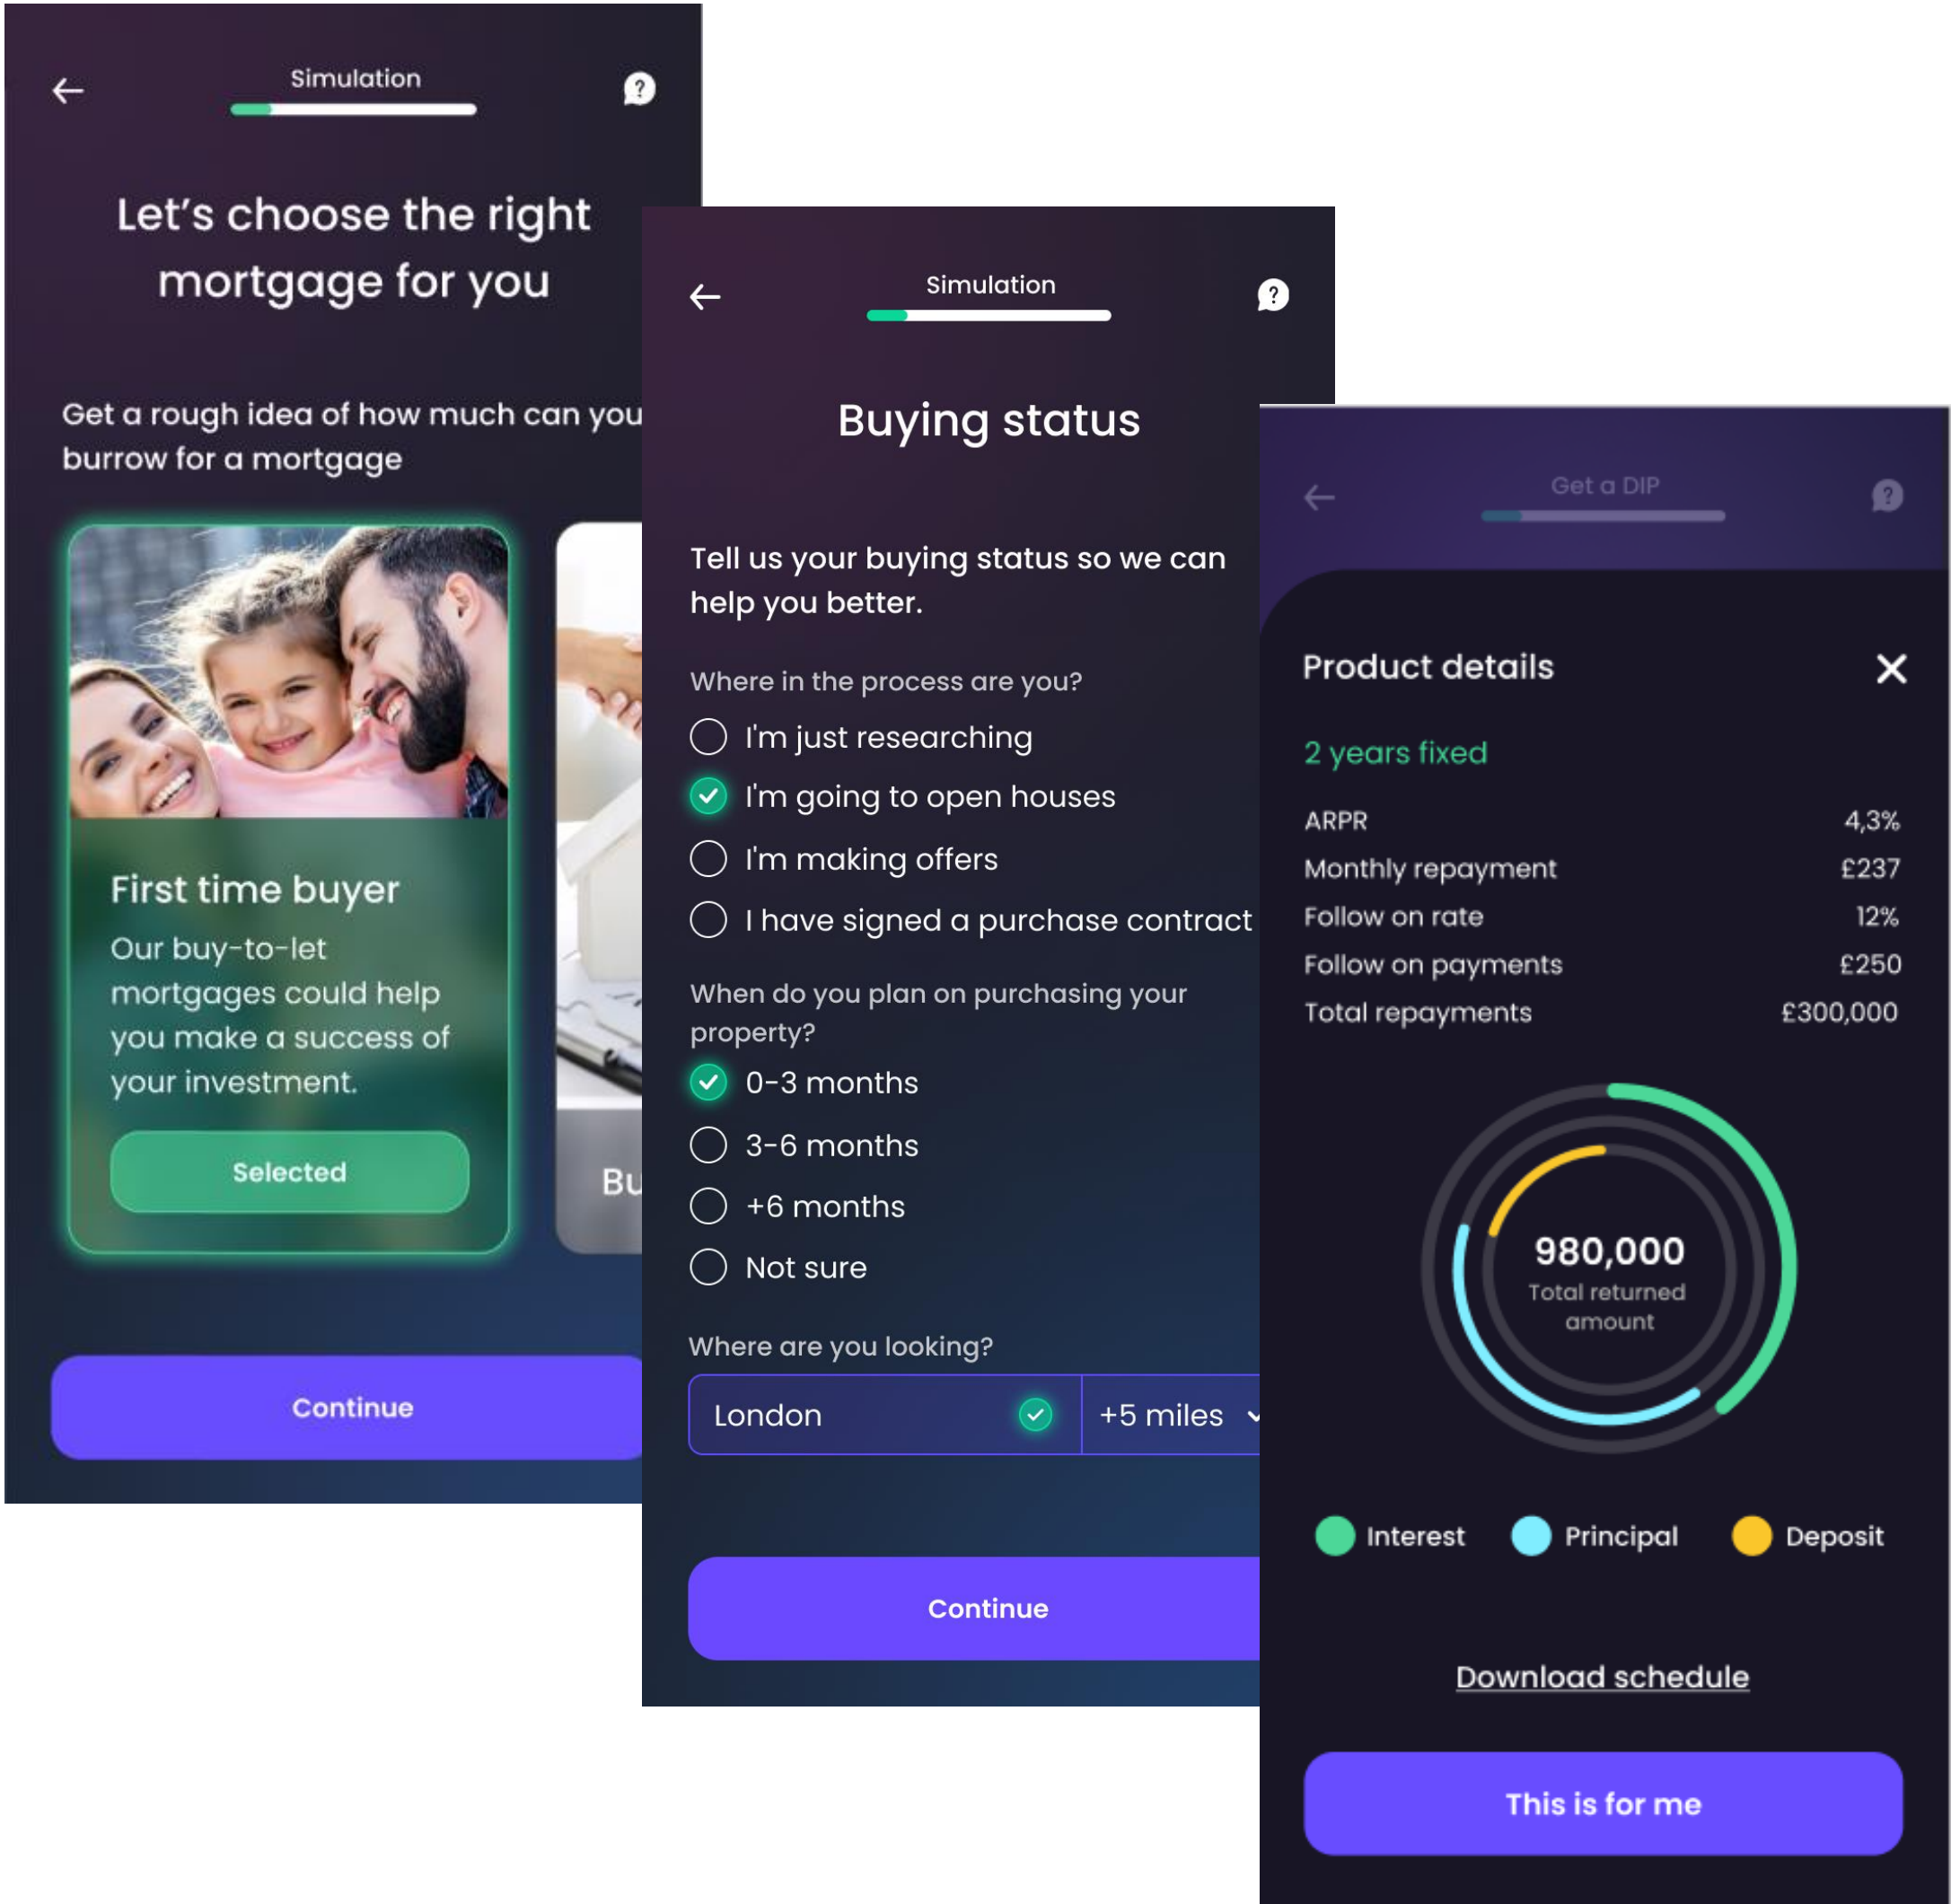 Simulation
Let's choose the right
mortgage for you
Get a rough idea of how much can you
burrow for a mortgage
First time buyer
Our buy-to-let
mortgages could help
you make a success of
your investment.
Selected
Bu
Continue
Simulation
Buying status
Tell us your buying status so we can
help you better.
Where in the process are you?
I'm just researching
I'm going to open houses
I'm making offers
I have signed a purchase contract
When do you plan on purchasing your
property?
0-3 months
3-6 months
+6 months
Not sure
Where are you looking?
London +5 miles
Continue
Get a DIP
Product details
2 years fixed
ARPR 4,3%
Monthly repayment £237
Follow on rate 12%
Follow on payments £250
Total repayments £300,000
980,000
Total returned
amount
Interest Principal Deposit
Download schedule
This is for me